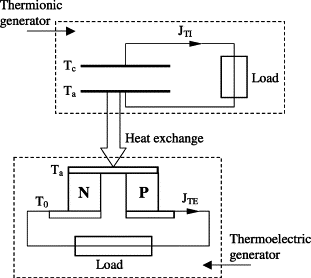 Thermionic
generator
J_TI
T_c
Load
T_a
Heat exchange
T_a
N P
T_0
J_TE
Load
Thermoelectric
generator